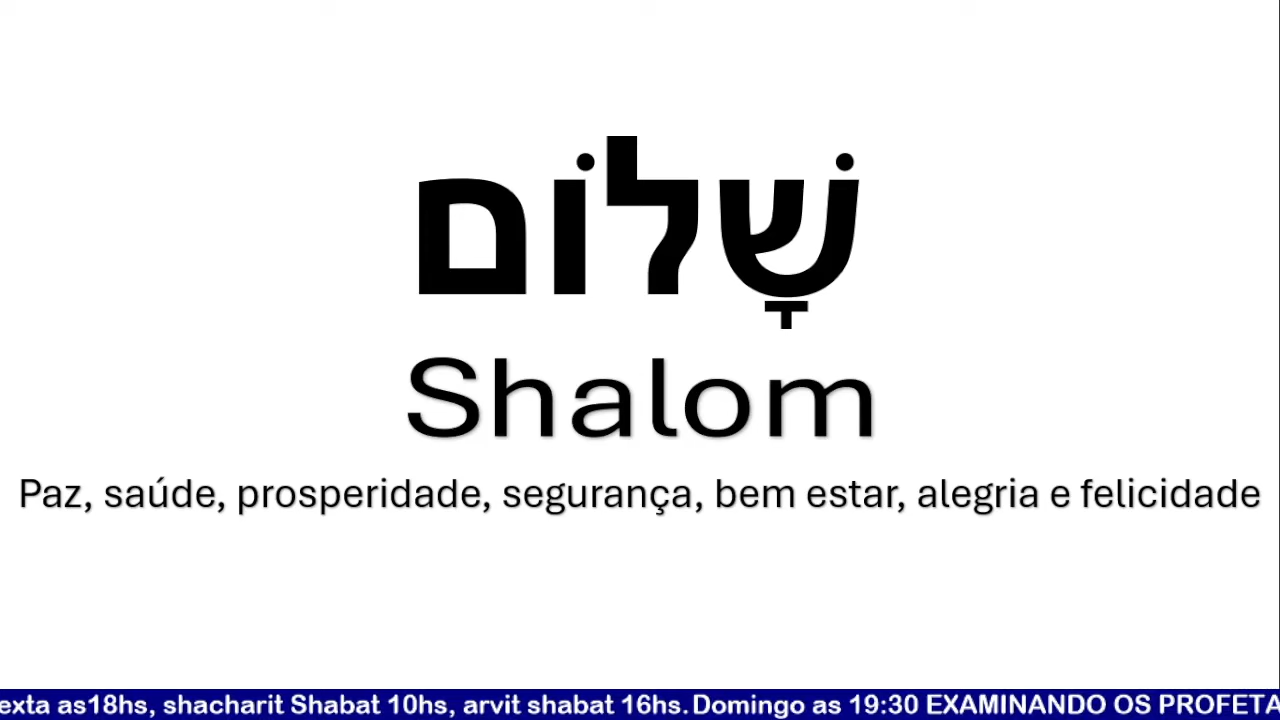 שָׁלוֹם
Shalom
Paz, saúde, prosperidade, segurança, bem estar, alegria e felicidade
exta as18hs, shacharit Shabat 10hs, arvit shabat 16hs. Domingo as 19:30 EXAMINANDO OS PROFETA